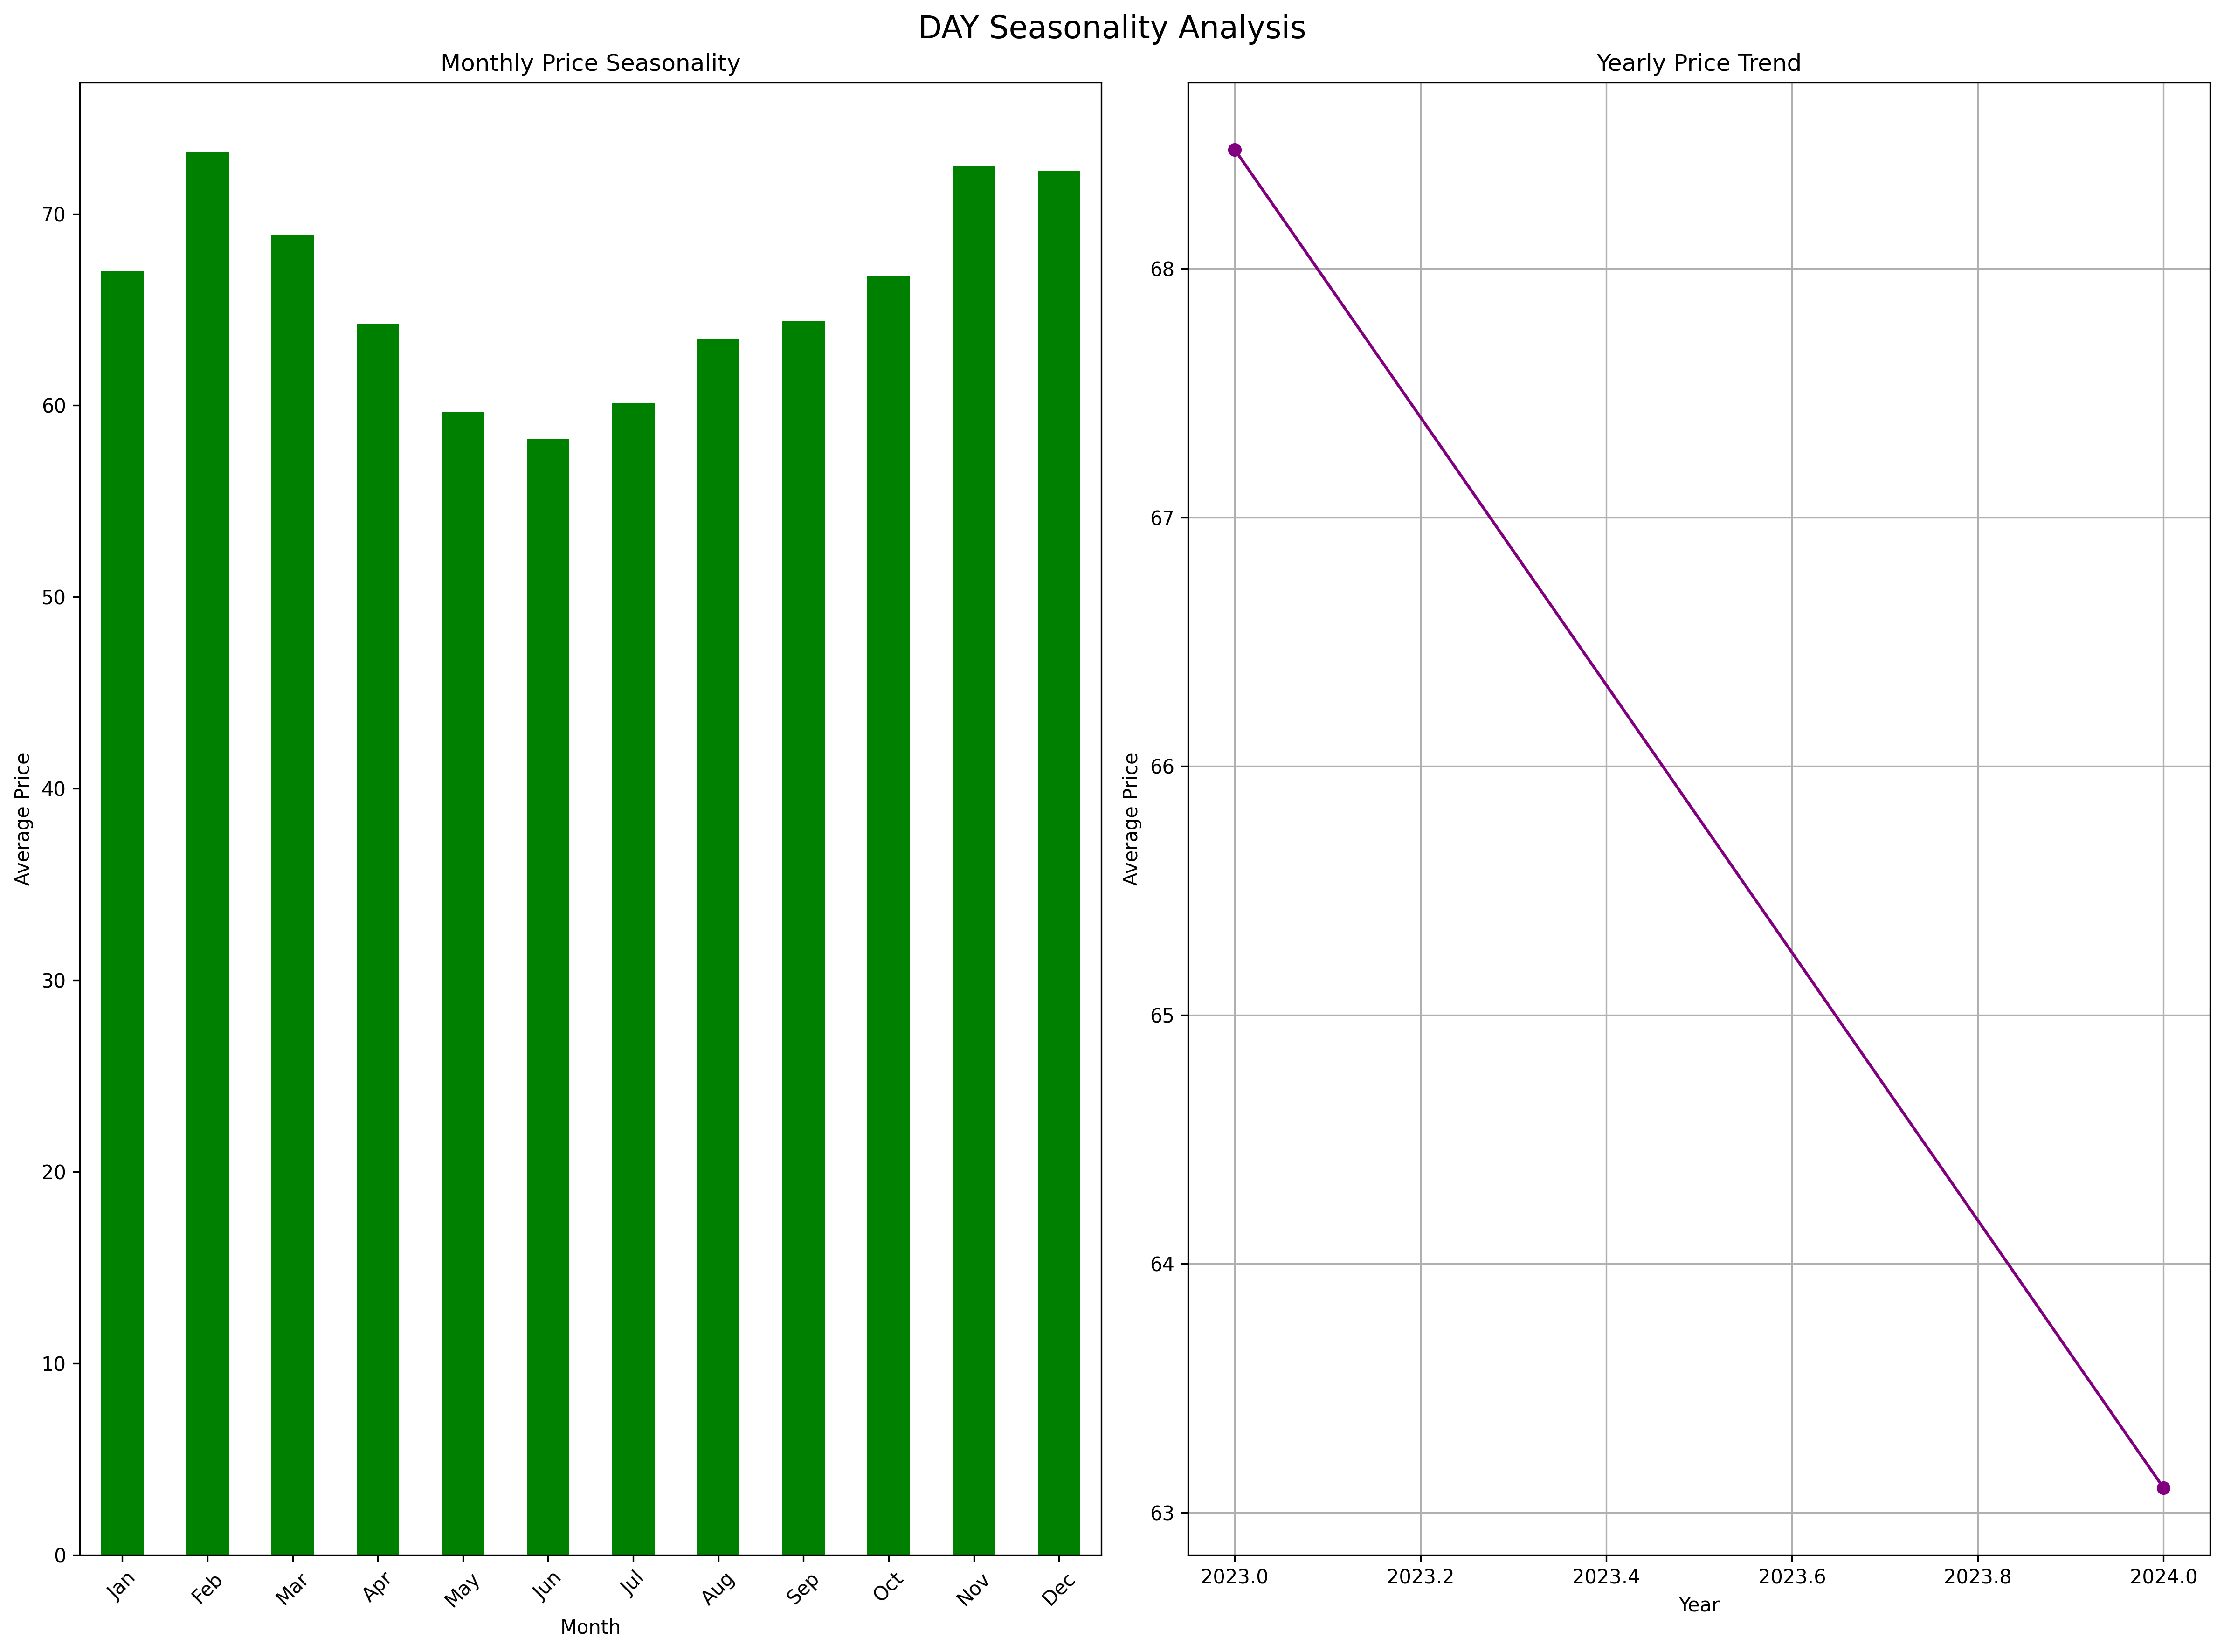 DAY Seasonality Analysis
Monthly Price Seasonality
Average Price
70
60
50
40
30
20
10
0
Jan
Feb
Mar
Apr
May
Jun
Jul
Aug
Sep
Oct
Nov
Dec
Month
Yearly Price Trend
Average Price
68
67
66
65
64
63
2023.0
2023.2
2023.4
2023.6
2023.8
2024.0
Year